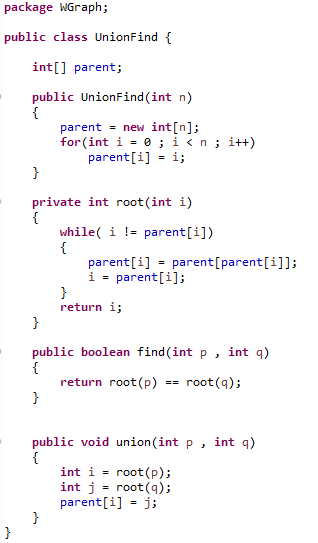 package WGraph;
public class UnionFind {
int[] parent;
public UnionFind(int n)
{
parent = new int[n];
for(int i = 0 ; i < n ; i++)
parent[i] = i;
}
private int root(int i)
{
while( i != parent[i])
{
parent[i] = parent[parent[i]];
i = parent[i];
}
return i;
}
public boolean find(int p , int q)
{
return root(p) == root(q);
}
public void union(int p , int q)
{
int i = root(p);
int j = root(q);
parent[i] = j;
}
}